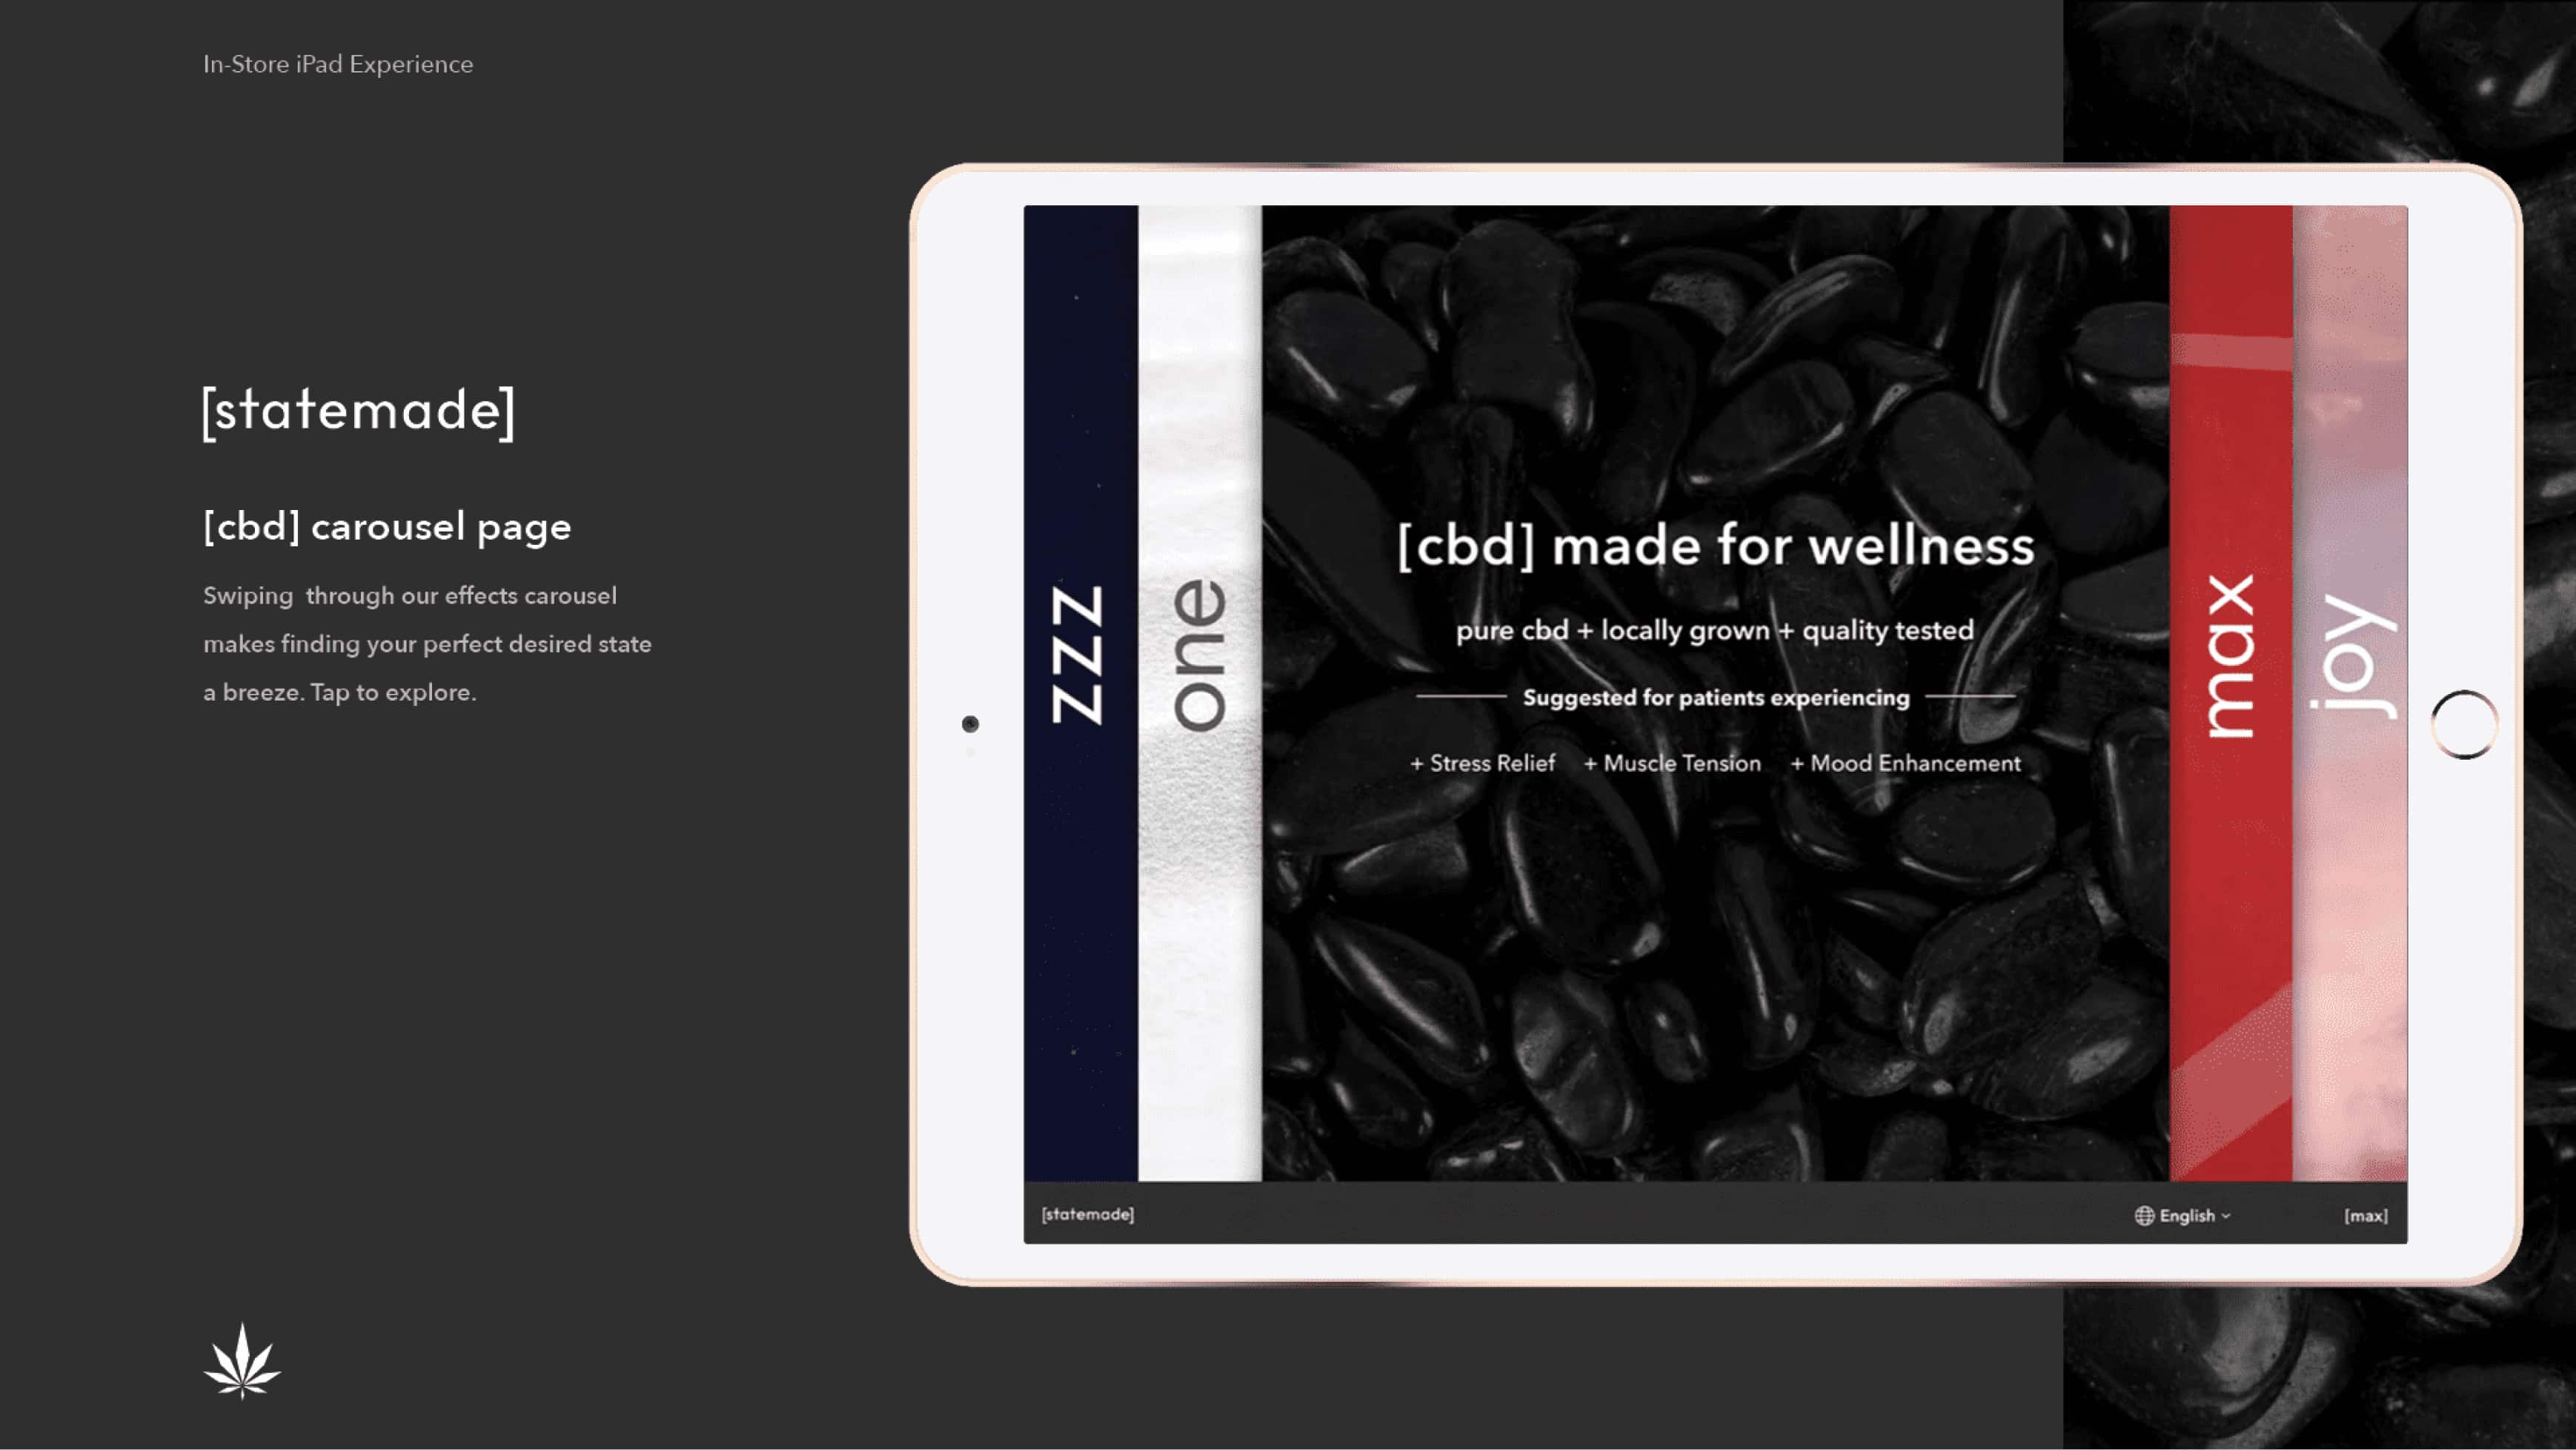 In-Store iPad Experience
[statemade]
[cbd] carousel page
Swiping  through our effects carousel
makes finding your perfect desired state
a breeze. Tap to explore.
zzz
one
[cbd] made for wellness
pure cbd + locally grown + quality tested
Suggested for patients experiencing
+ Stress Relief + Muscle Tension + Mood Enhancement
max
joy
[statemade] English [max]